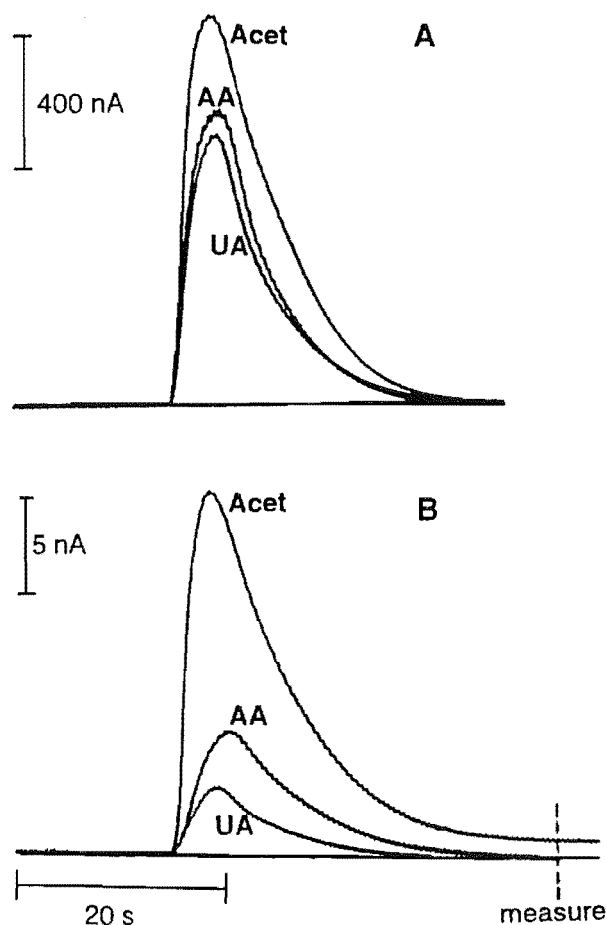 Acet
A
400 nA
AA
UA
Acet
B
5 nA
AA
UA
20 s
measure